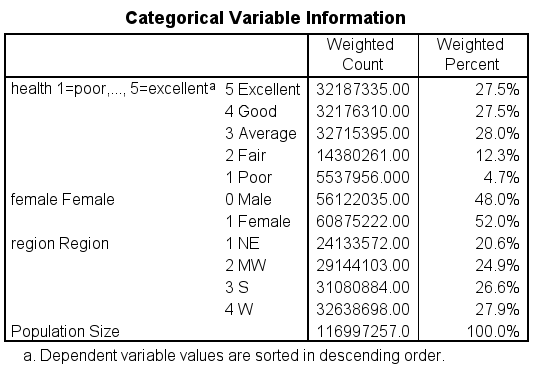 Categorical Variable Information
Weighted Count Weighted Percent
health 1=poor,..., 5=excellentª 5 Excellent 32187335.00 27.5%
4 Good 32176310.00 27.5%
3 Average 32715395.00 28.0%
2 Fair 14380261.00 12.3%
1 Poor 5537956.000 4.7%
female Female 0 Male 56122035.00 48.0%
1 Female 60875222.00 52.0%
region Region 1 NE 24133572.00 20.6%
2 MW 29144103.00 24.9%
3 S 31080884.00 26.6%
4 W 32638698.00 27.9%
Population Size 116997257.0 100.0%
a. Dependent variable values are sorted in descending order.